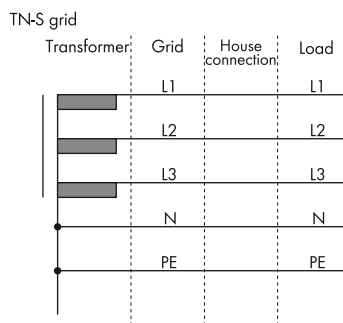 TN-S grid
Transformer Grid House connection Load
L1 L1
L2 L2
L3 L3
N N
PE PE